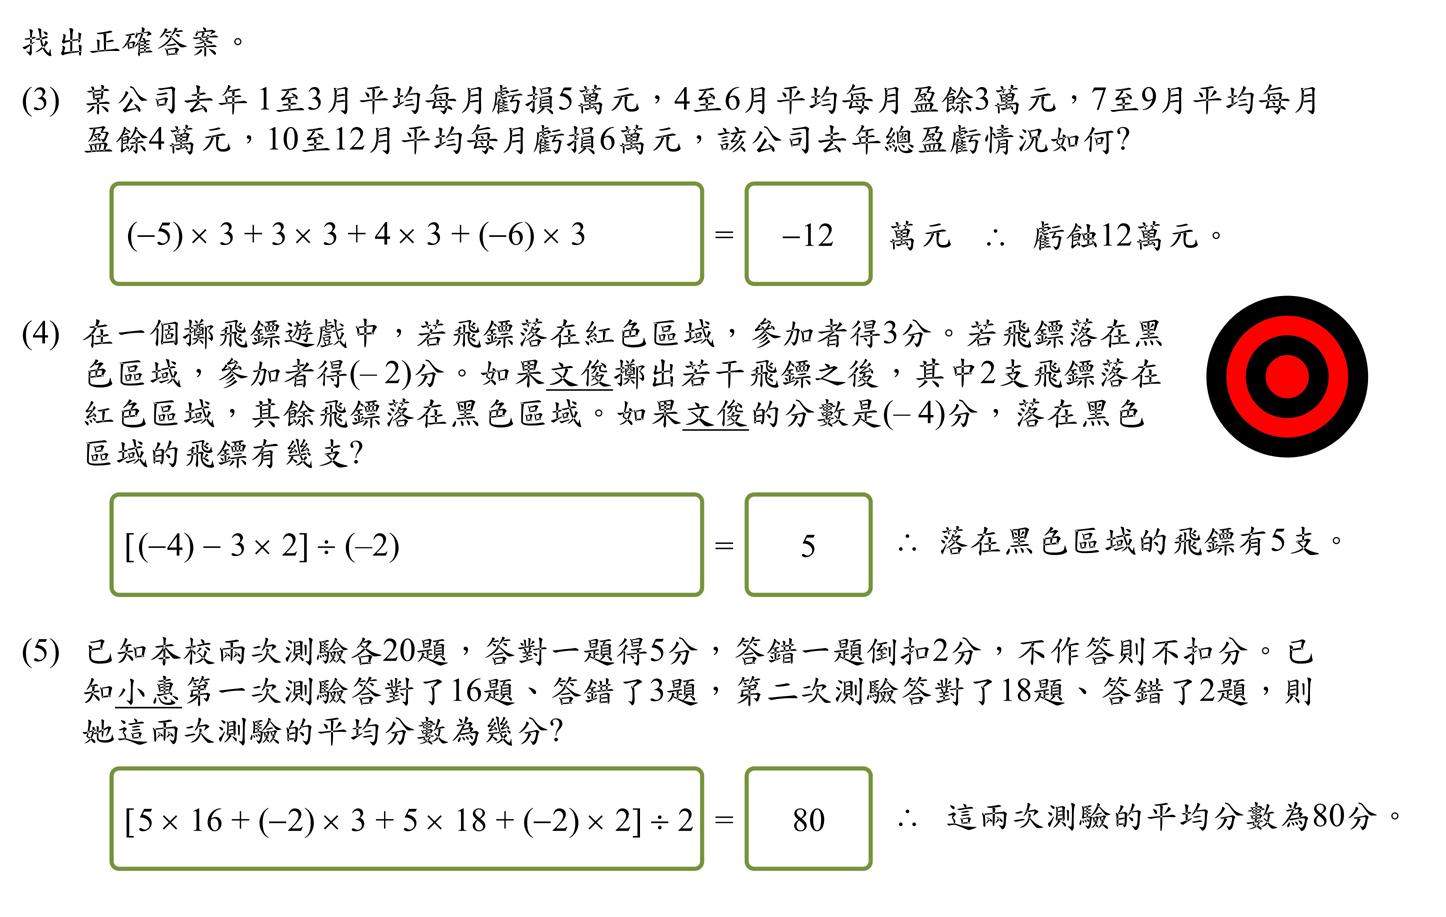 找出正確答案。
(3) 某公司去年 1至3月平均每月虧損5萬元，4至6月平均每月盈餘3萬元，7至9月平均每月
盈餘4萬元，10至12月平均每月虧損6萬元，該公司去年總盈虧情況如何?
(–5) × 3 + 3 × 3 + 4 × 3 + (–6) × 3 = –12 萬元 ∴ 虧蝕12萬元。
(4) 在一個擲飛鏢遊戲中，若飛鏢落在紅色區域，參加者得3分。若飛鏢落在黑
色區域，參加者得(– 2)分。如果文俊擲出若干飛鏢之後，其中2支飛鏢落在
紅色區域，其餘飛鏢落在黑色區域。如果文俊的分數是(– 4)分，落在黑色
區域的飛鏢有幾支?
[(–4) – 3 × 2] ÷ (–2) = 5 ∴ 落在黑色區域的飛鏢有5支。
(5) 已知本校兩次測驗各20題，答對一題得5分，答錯一題倒扣2分，不作答則不扣分。已
知小惠第一次測驗答對了16題、答錯了3題，第二次測驗答對了18題、答錯了2題，則
她這兩次測驗的平均分數為幾分?
[5 × 16 + (–2) × 3 + 5 × 18 + (–2) × 2] ÷ 2 = 80 ∴ 這兩次測驗的平均分數為80分。